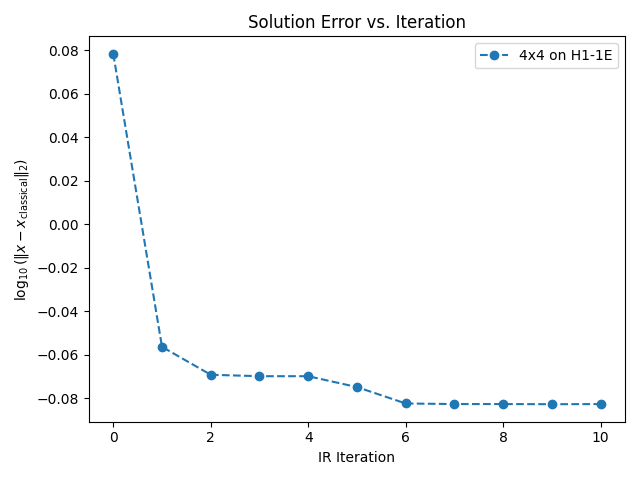 Solution Error vs. Iteration
4x4 on H1-1E
0.08
0.06
0.04
0.02
0.00
−0.02
−0.04
−0.06
−0.08
log₁₀(‖x − x_classical‖₂)
0 2 4 6 8 10
IR Iteration